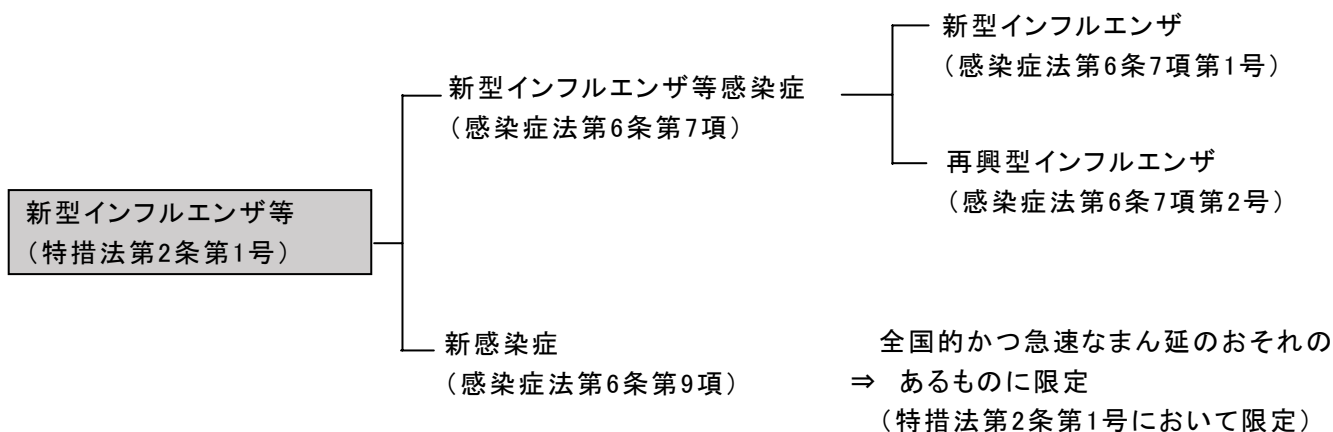 新型インフルエンザ
（感染症法第6条7項第1号）
新型インフルエンザ等感染症
（感染症法第6条第7項）
再興型インフルエンザ
（感染症法第6条7項第2号）
新型インフルエンザ等
（特措法第2条第1号）
新感染症
（感染症法第6条第9項）
全国的かつ急速なまん延のおそれの
⇒ あるものに限定
（特措法第2条第1号において限定）